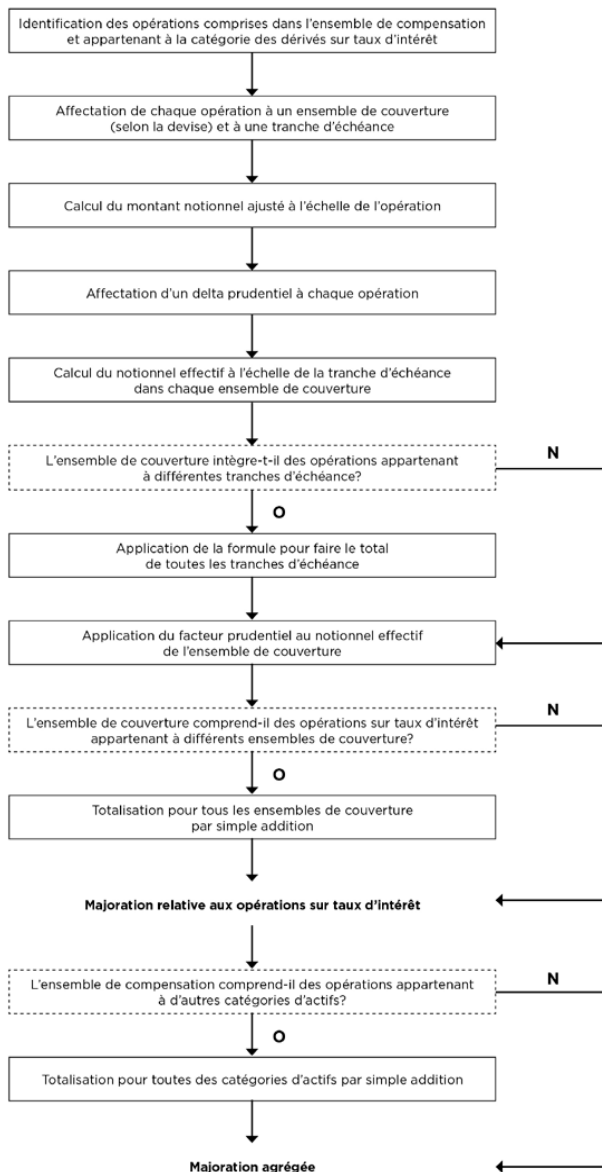 Identification des opérations comprises dans l'ensemble de compensation
et appartenant à la catégorie des dérivés sur taux d'intérêt
Affectation de chaque opération à un ensemble de couverture
(selon la devise) et à une tranche d'échéance
Calcul du montant notionnel ajusté à l'échelle de l'opération
Affectation d'un delta prudentiel à chaque opération
Calcul du notionnel effectif à l'échelle de la tranche d'échéance
dans chaque ensemble de couverture
L'ensemble de couverture intègre-t-il des opérations appartenant
à différentes tranches d'échéance?
N
O
Application de la formule pour faire le total
de toutes les tranches d'échéance
Application du facteur prudentiel au notionnel effectif
de l'ensemble de couverture
L'ensemble de couverture comprend-il des opérations sur taux d'intérêt
appartenant à différents ensembles de couverture?
N
O
Totalisation pour tous les ensembles de couverture
par simple addition
Majoration relative aux opérations sur taux d'intérêt
L'ensemble de compensation comprend-il des opérations appartenant
à d'autres catégories d'actifs?
N
O
Totalisation pour toutes des catégories d'actifs par simple addition
Majoration agrégée